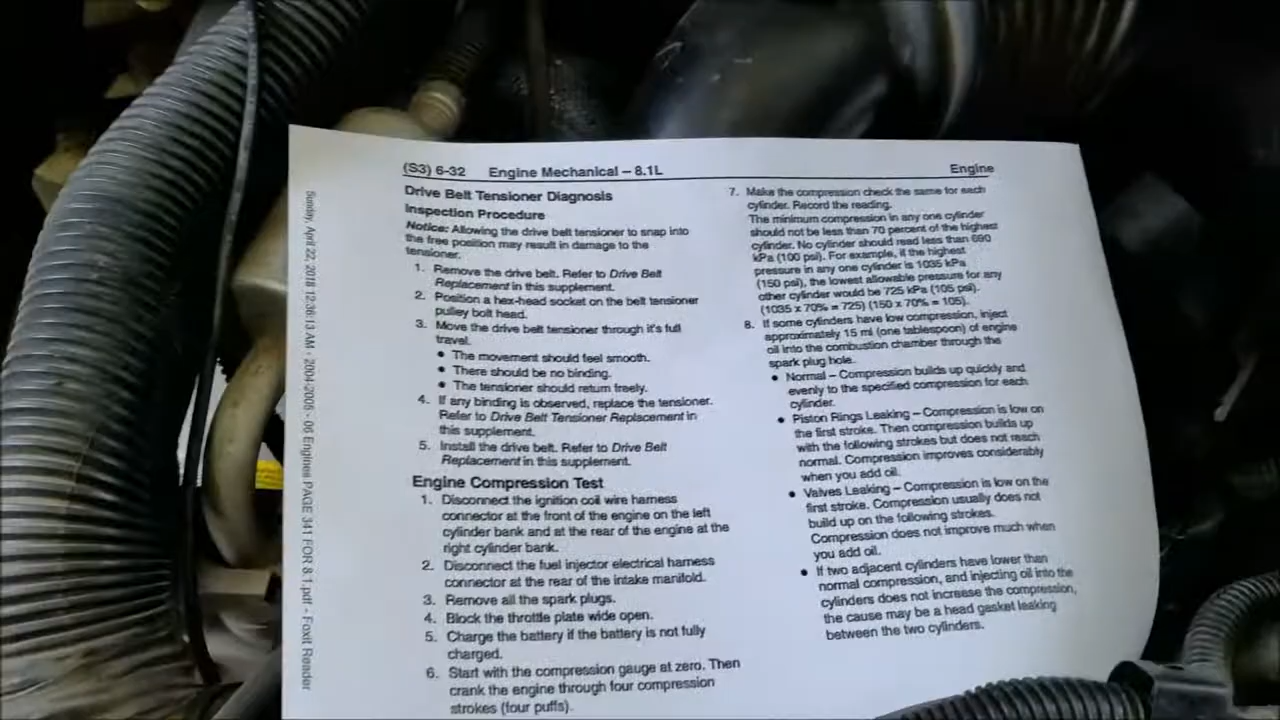 (S3) 6-32 Engine Mechanical – 8.1L Engine
Drive Belt Tensioner Diagnosis
Inspection Procedure
Notice: Allowing the drive belt tensioner to snap into
the free position may result in damage to the
tensioner.
1. Remove the drive belt. Refer to Drive Belt
Replacement in this supplement.
2. Position a hex-head socket on the belt tensioner
pulley bolt head.
3. Move the drive belt tensioner through it's full
travel.
• The movement should feel smooth.
• There should be no binding.
• The tensioner should return freely.
4. If any binding is observed, replace the tensioner.
Refer to Drive Belt Tensioner Replacement in
this supplement.
5. Install the drive belt. Refer to Drive Belt
Replacement in this supplement.
Engine Compression Test
1. Disconnect the ignition coil wire harness
connector at the front of the engine on the left
cylinder bank and at the rear of the engine at the
right cylinder bank.
2. Disconnect the fuel injector electrical harness
connector at the rear of the intake manifold.
3. Remove all the spark plugs.
4. Block the throttle plate wide open.
5. Charge the battery if the battery is not fully
charged.
6. Start with the compression gauge at zero. Then
crank the engine through four compression
strokes (four puffs).
7. Make the compression check the same for each
cylinder. Record the reading.
The minimum compression in any one cylinder
should not be less than 70 percent of the highest
cylinder. No cylinder should read less than 690
kPa (100 psi). For example, if the highest
pressure in any one cylinder is 1035 kPa
(150 psi), the lowest allowable pressure for any
other cylinder would be 725 kPa (105 psi).
(1035 x 70% = 725) (150 x 70% = 105).
8. If some cylinders have low compression, inject
approximately 15 ml (one tablespoon) of engine
oil into the combustion chamber through the
spark plug hole.
• Normal – Compression builds up quickly and
evenly to the specified compression for each
cylinder.
• Piston Rings Leaking – Compression is low on
the first stroke. Then compression builds up
with the following strokes but does not reach
normal. Compression improves considerably
when you add oil.
• Valves Leaking – Compression is low on the
first stroke. Compression usually does not
build up on the following strokes.
Compression does not improve much when
you add oil.
• If two adjacent cylinders have lower than
normal compression, and injecting oil into the
cylinders does not increase the compression,
the cause may be a head gasket leaking
between the two cylinders.
Sunday, April 22, 2018 12:36:13 AM - 2004-2005 - 06 Engines PAGE 341 FOR 8.1.pdf - Foxit Reader